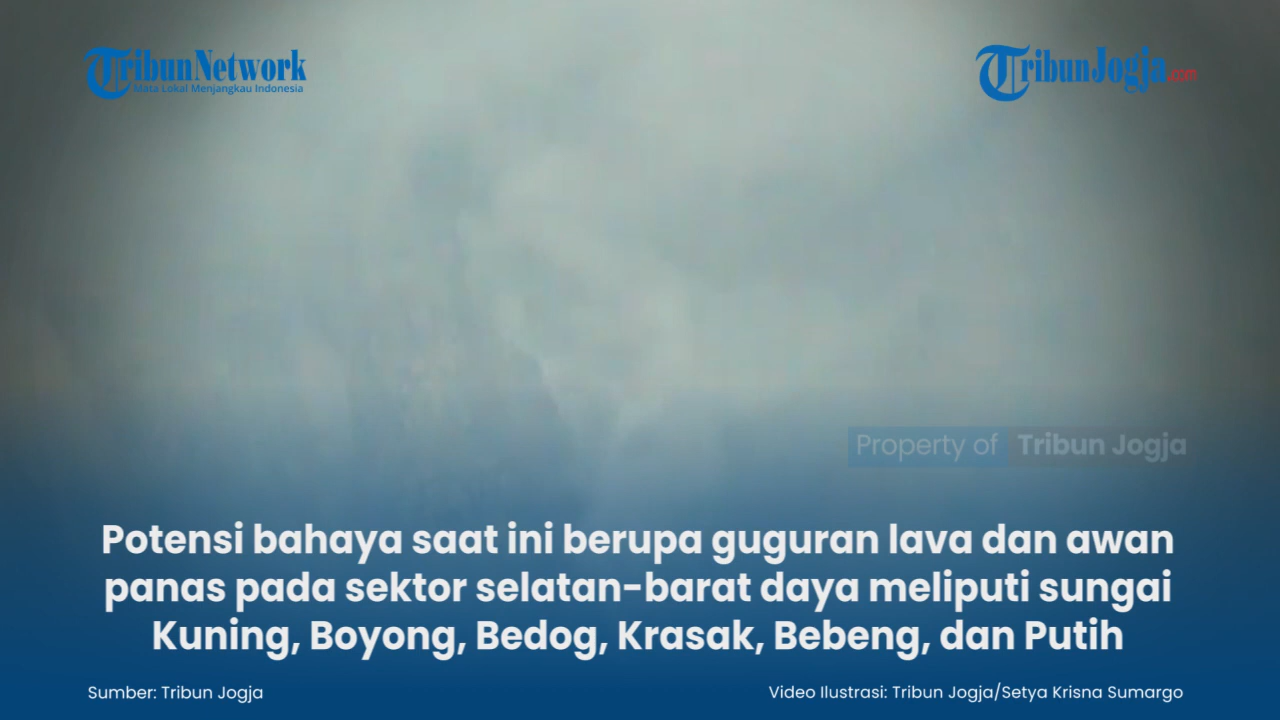 TribunNetwork
Mata Lokal Menjangkau Indonesia
TribunJogja.com
Property of Tribun Jogja
Potensi bahaya saat ini berupa guguran lava dan awan
panas pada sektor selatan-barat daya meliputi sungai
Kuning, Boyong, Bedog, Krasak, Bebeng, dan Putih
Sumber: Tribun Jogja
Video Ilustrasi: Tribun Jogja/Setya Krisna Sumargo